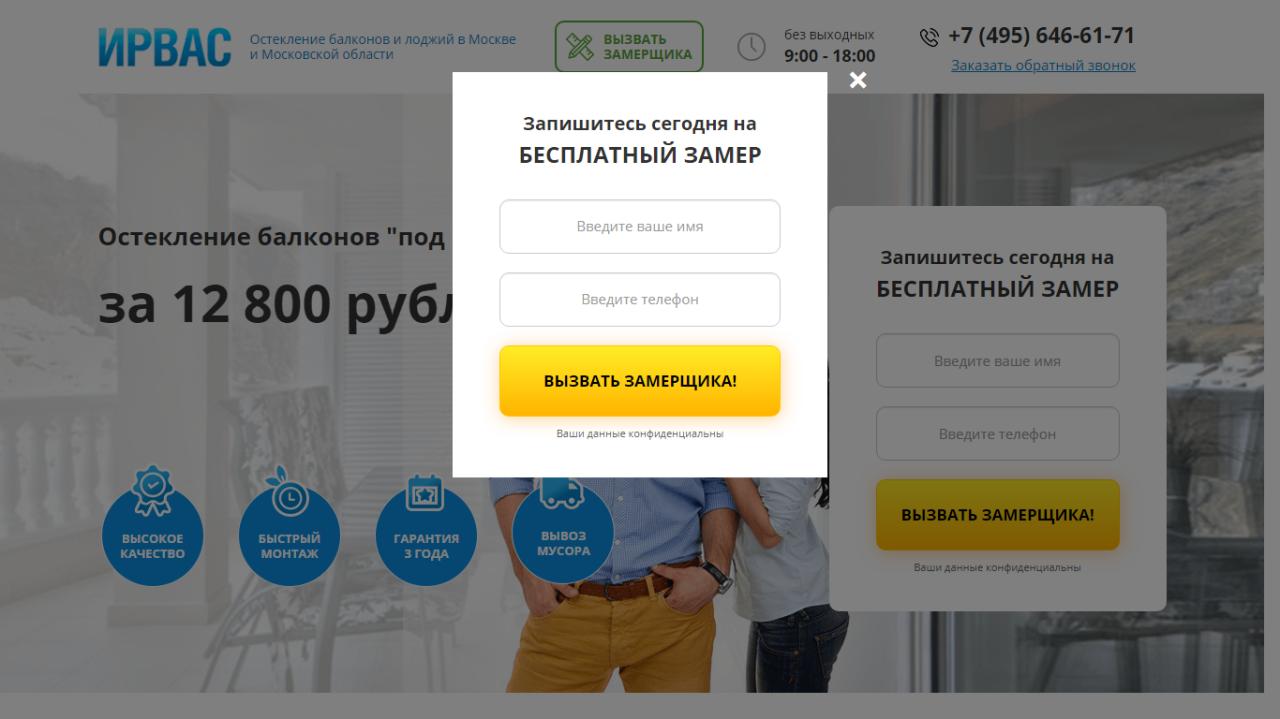 ИРВАС
Остекление балконов и лоджий в Москве
и Московской области
ВЫЗВАТЬ
ЗАМЕРЩИКА
без выходных
9:00 - 18:00
+7 (495) 646-61-71
Заказать обратный звонок
Запишитесь сегодня на
БЕСПЛАТНЫЙ ЗАМЕР
Введите ваше имя
Введите телефон
ВЫЗВАТЬ ЗАМЕРЩИКА!
Ваши данные конфиденциальны
Остекление балконов "под
за 12 800
ВЫСОКОЕ
КАЧЕСТВО
БЫСТРЫЙ
МОНТАЖ
ГАРАНТИЯ
3 ГОДА
ВЫВОЗ
МУСОРА
Запишитесь сегодня на
БЕСПЛАТНЫЙ ЗАМЕР
Введите ваше имя
Введите телефон
ВЫЗВАТЬ ЗАМЕРЩИКА!
Ваши данные конфиденциальны